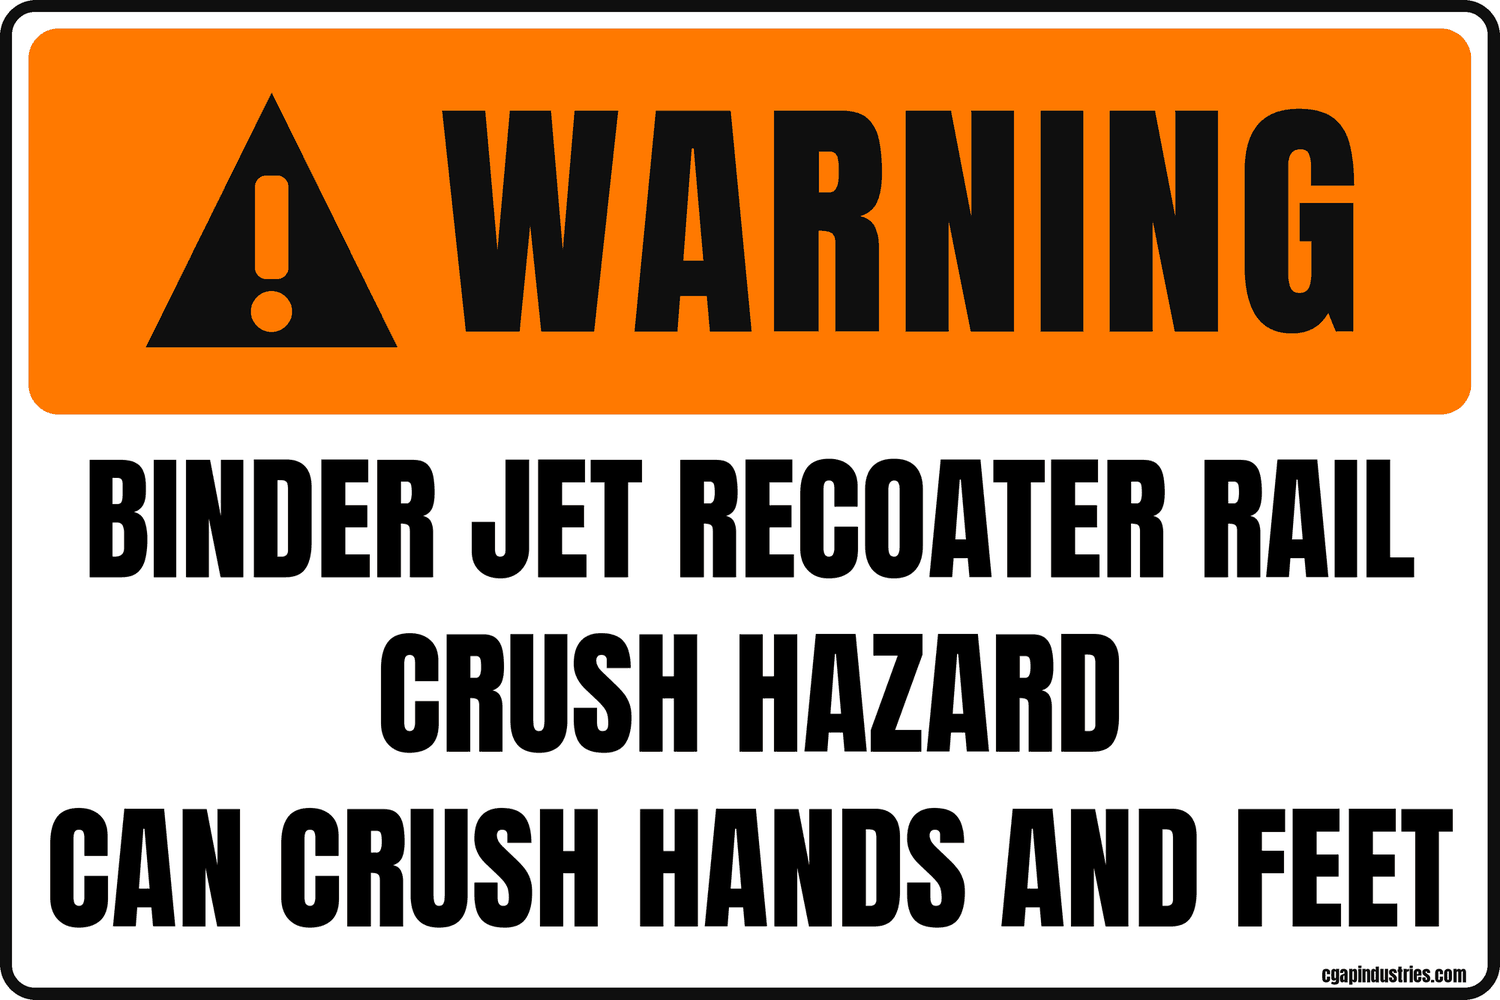 WARNING
BINDER JET RECOATER RAIL
CRUSH HAZARD
CAN CRUSH HANDS AND FEET
cgapindustries.com